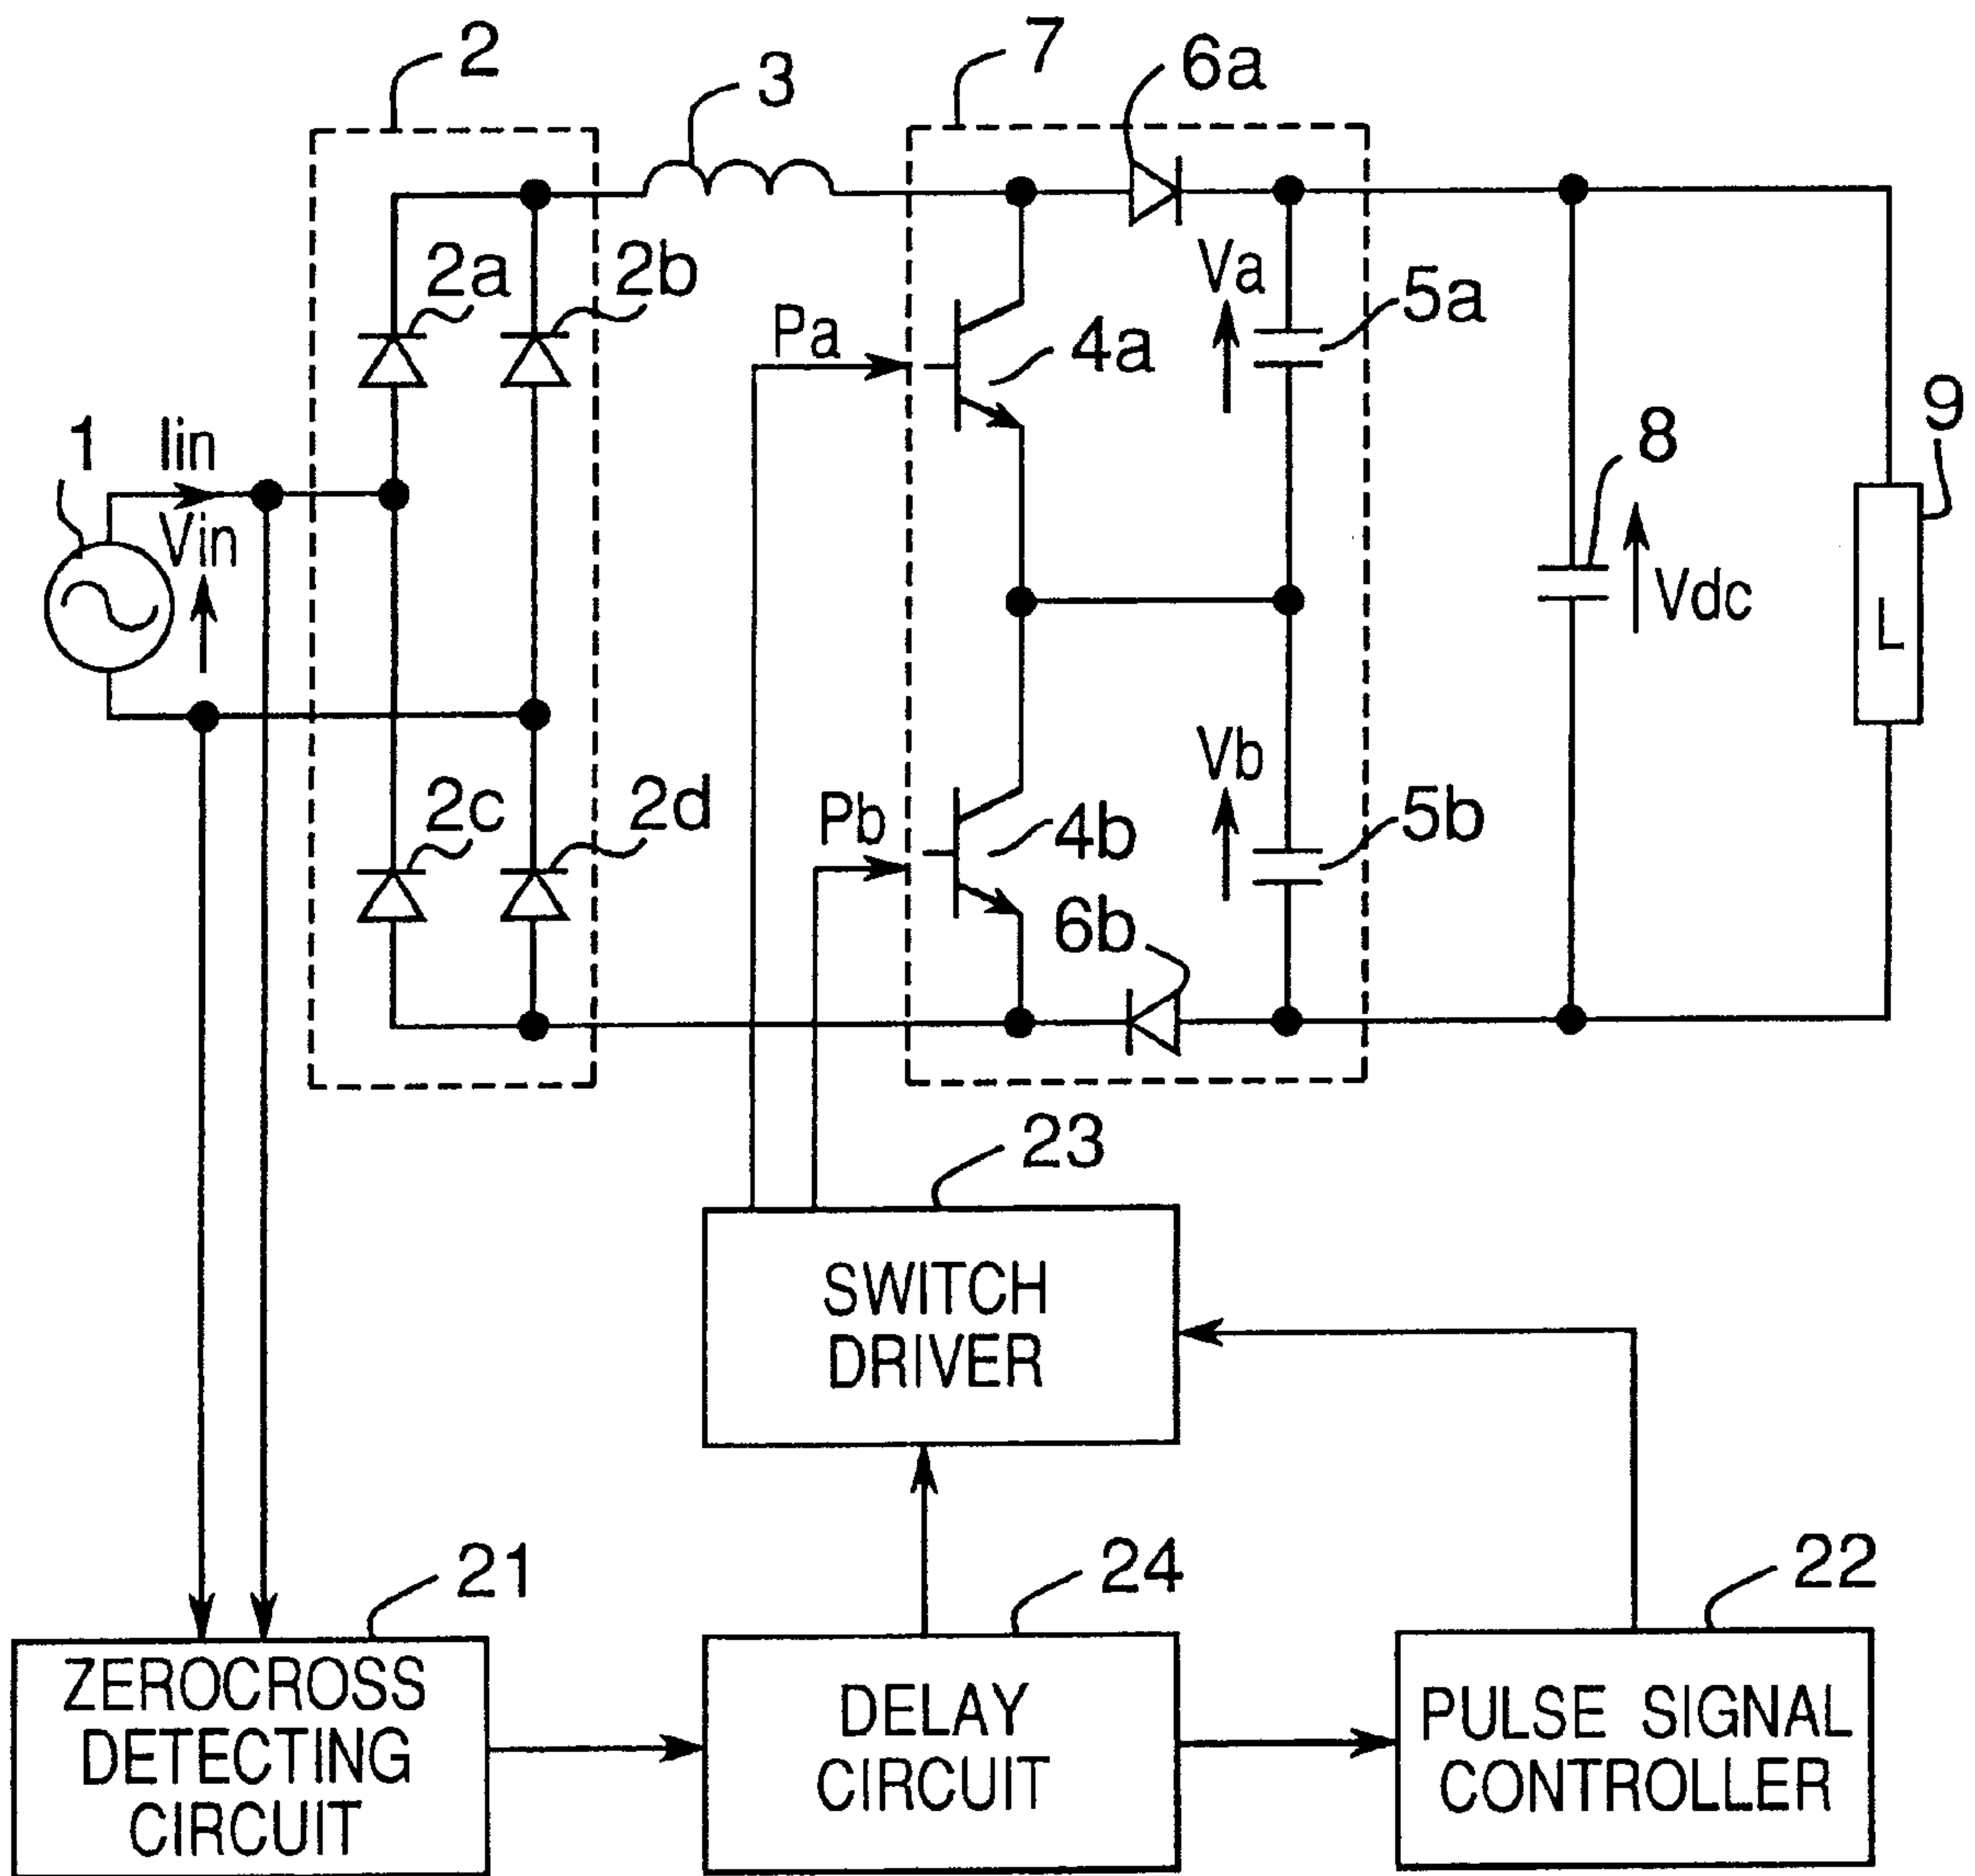 2
3
7
6a
2a
2b
Va
5a
Pa
4a
1
Iin
Vin
8
9
Vdc
L
2c
2d
Pb
Vb
4b
5b
6b
23
SWITCH
DRIVER
21
24
22
ZEROCROSS
DETECTING
CIRCUIT
DELAY
CIRCUIT
PULSE SIGNAL
CONTROLLER